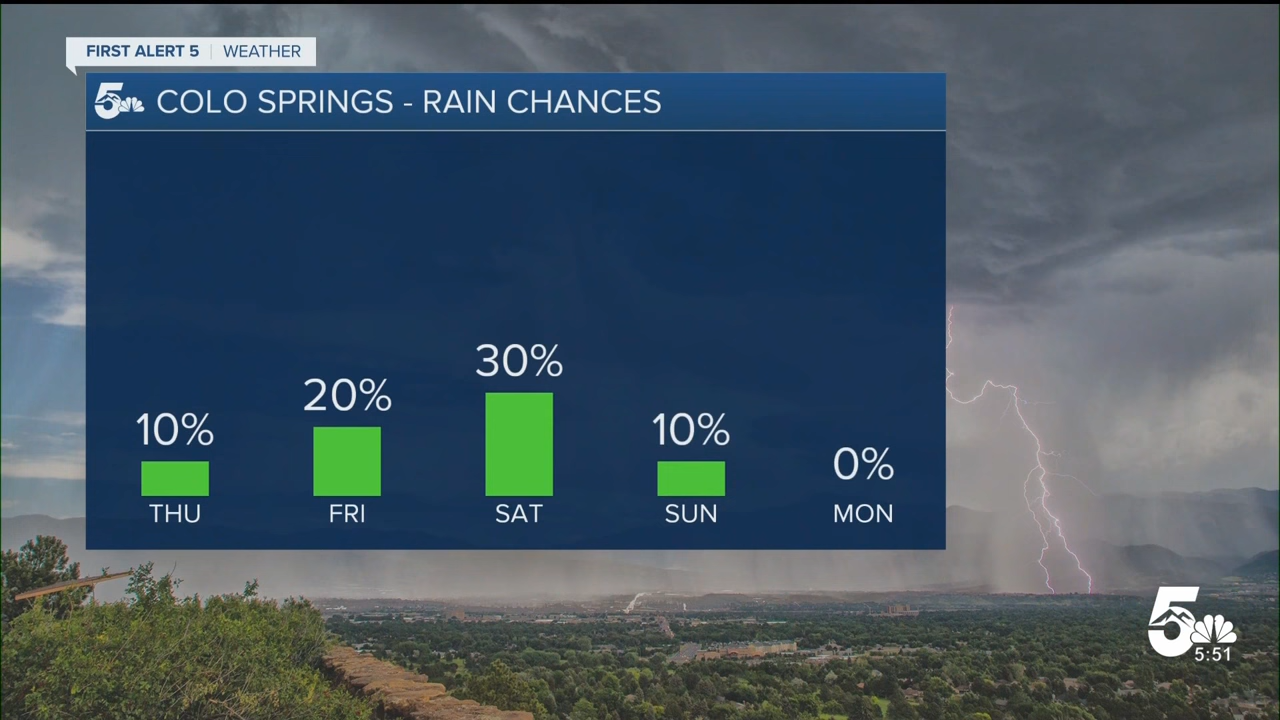 FIRST ALERT 5 | WEATHER
5 COLO SPRINGS - RAIN CHANCES
10% 20% 30% 10% 0%
THU FRI SAT SUN MON
5
5:51